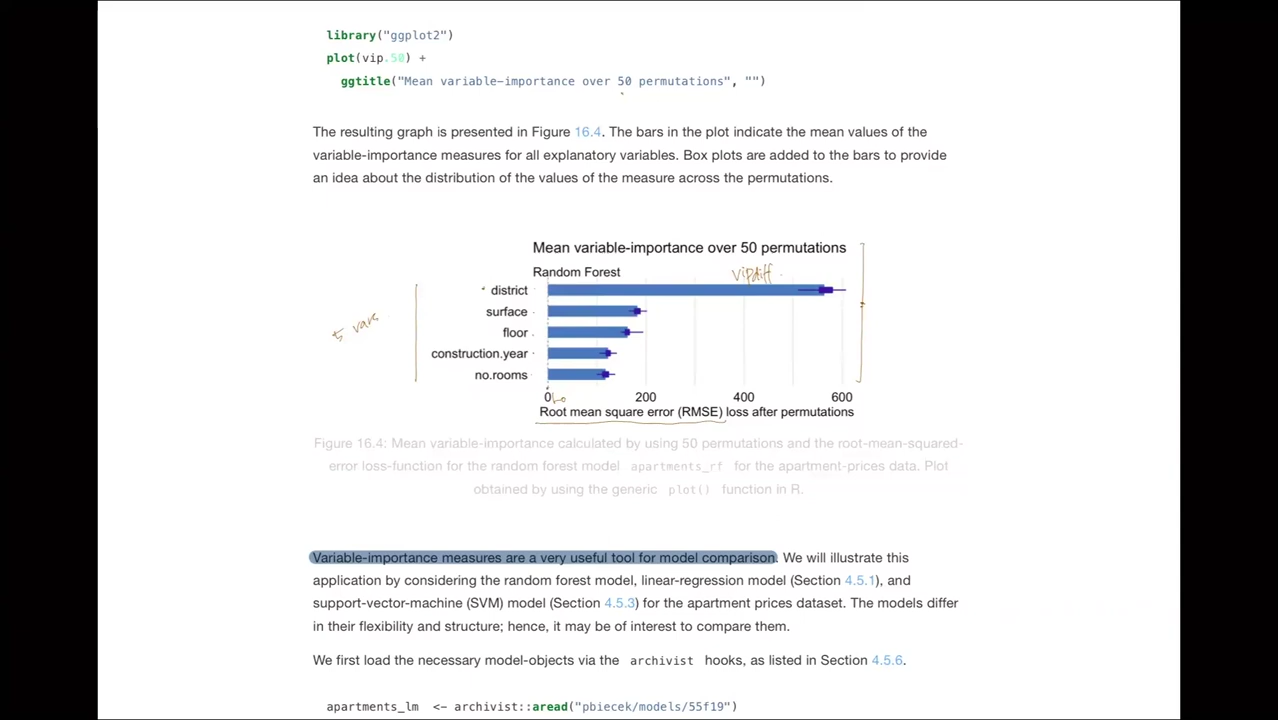 library("ggplot2")
plot(vip.50) +
ggtitle("Mean variable-importance over 50 permutations", "")
The resulting graph is presented in Figure 16.4. The bars in the plot indicate the mean values of the
variable-importance measures for all explanatory variables. Box plots are added to the bars to provide
an idea about the distribution of the values of the measure across the permutations.
Mean variable-importance over 50 permutations
Random Forest
vipdiff
district
surface
5 vars
floor
construction.year
no.rooms
0 200 400 600
Root mean square error (RMSE) loss after permutations
Figure 16.4: Mean variable-importance calculated by using 50 permutations and the root-mean-squared-
error loss-function for the random forest model apartments_rf for the apartment-prices data. Plot
obtained by using the generic plot() function in R.
Variable-importance measures are a very useful tool for model comparison. We will illustrate this
application by considering the random forest model, linear-regression model (Section 4.5.1), and
support-vector-machine (SVM) model (Section 4.5.3) for the apartment prices dataset. The models differ
in their flexibility and structure; hence, it may be of interest to compare them.
We first load the necessary model-objects via the archivist hooks, as listed in Section 4.5.6.
apartments_lm <- archivist::aread("pbiecek/models/55f19")